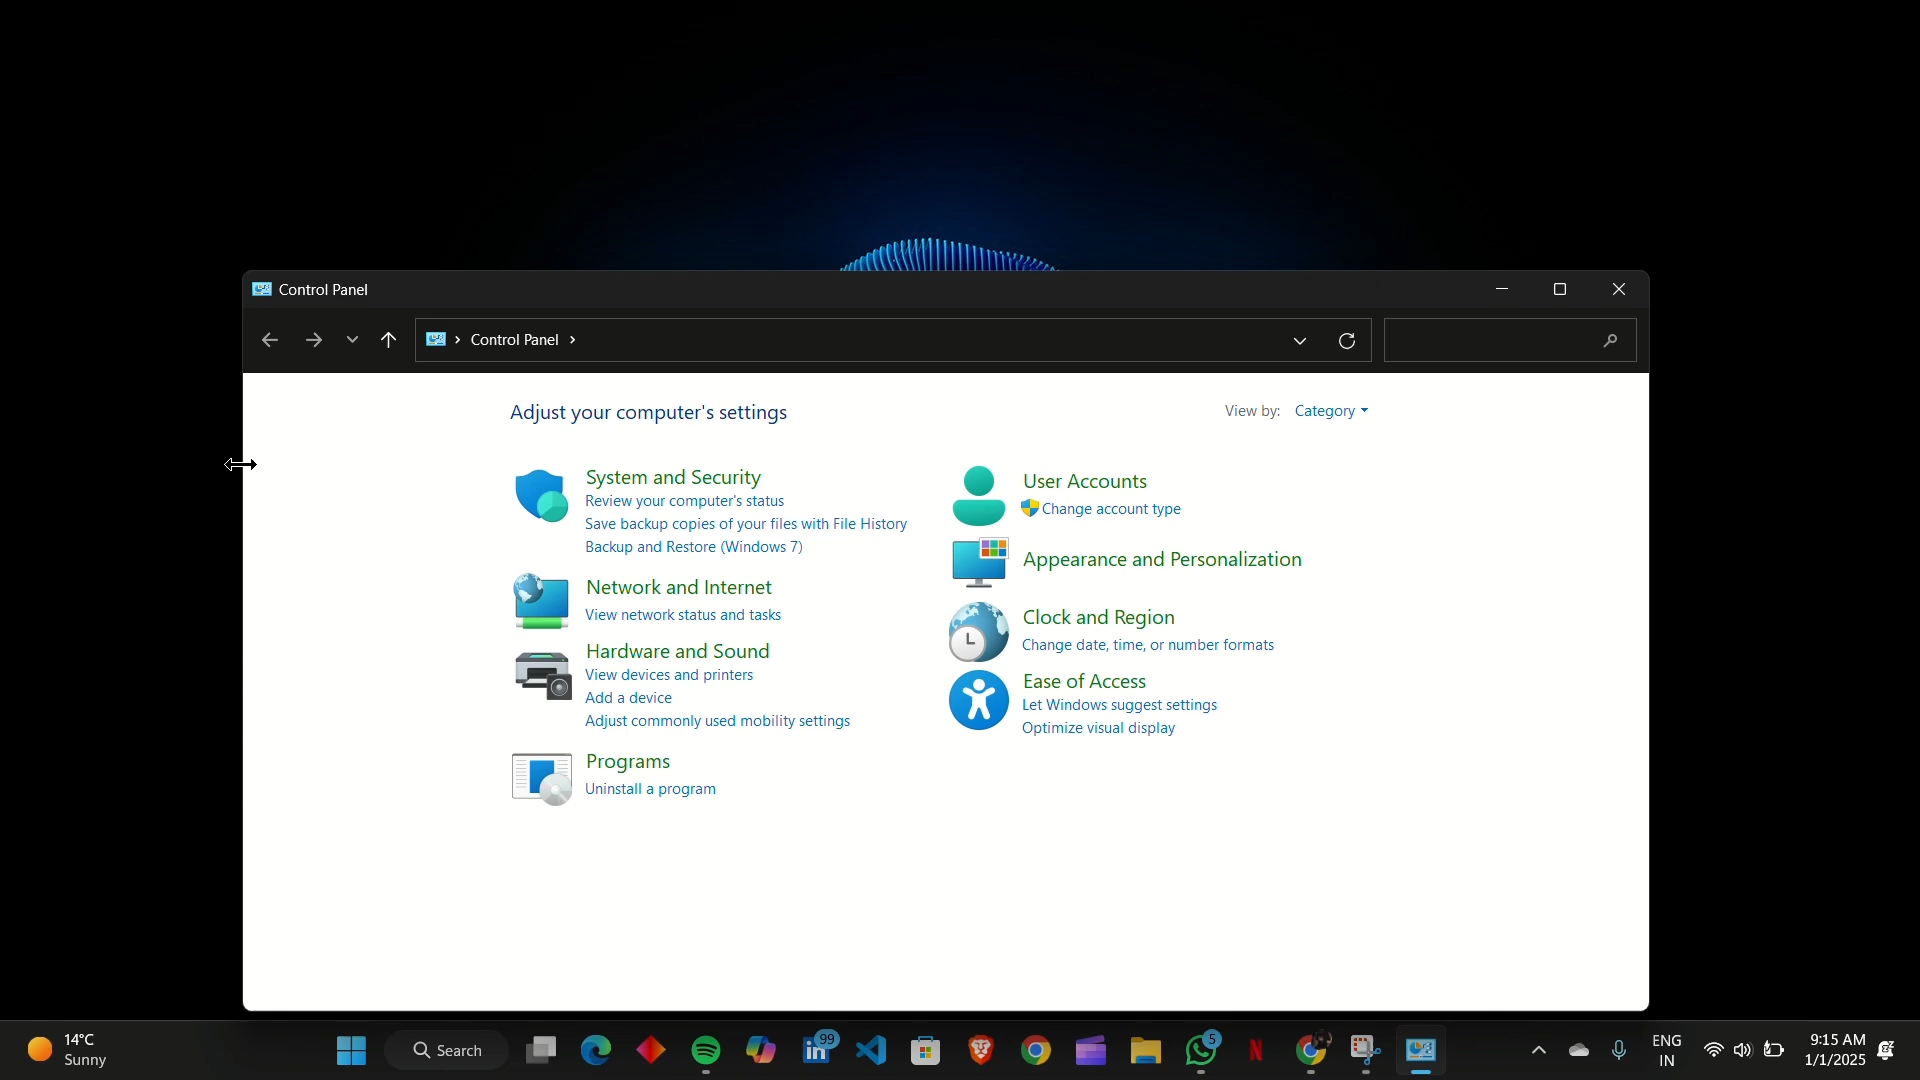 Control Panel
Control Panel
Adjust your computer's settings
View by: Category
System and Security
Review your computer's status
Save backup copies of your files with File History
Backup and Restore (Windows 7)
Network and Internet
View network status and tasks
Hardware and Sound
View devices and printers
Add a device
Adjust commonly used mobility settings
Programs
Uninstall a program
User Accounts
Change account type
Appearance and Personalization
Clock and Region
Change date, time, or number formats
Ease of Access
Let Windows suggest settings
Optimize visual display
14°C
Sunny
Search
99
5
ENG
IN
9:15 AM
1/1/2025